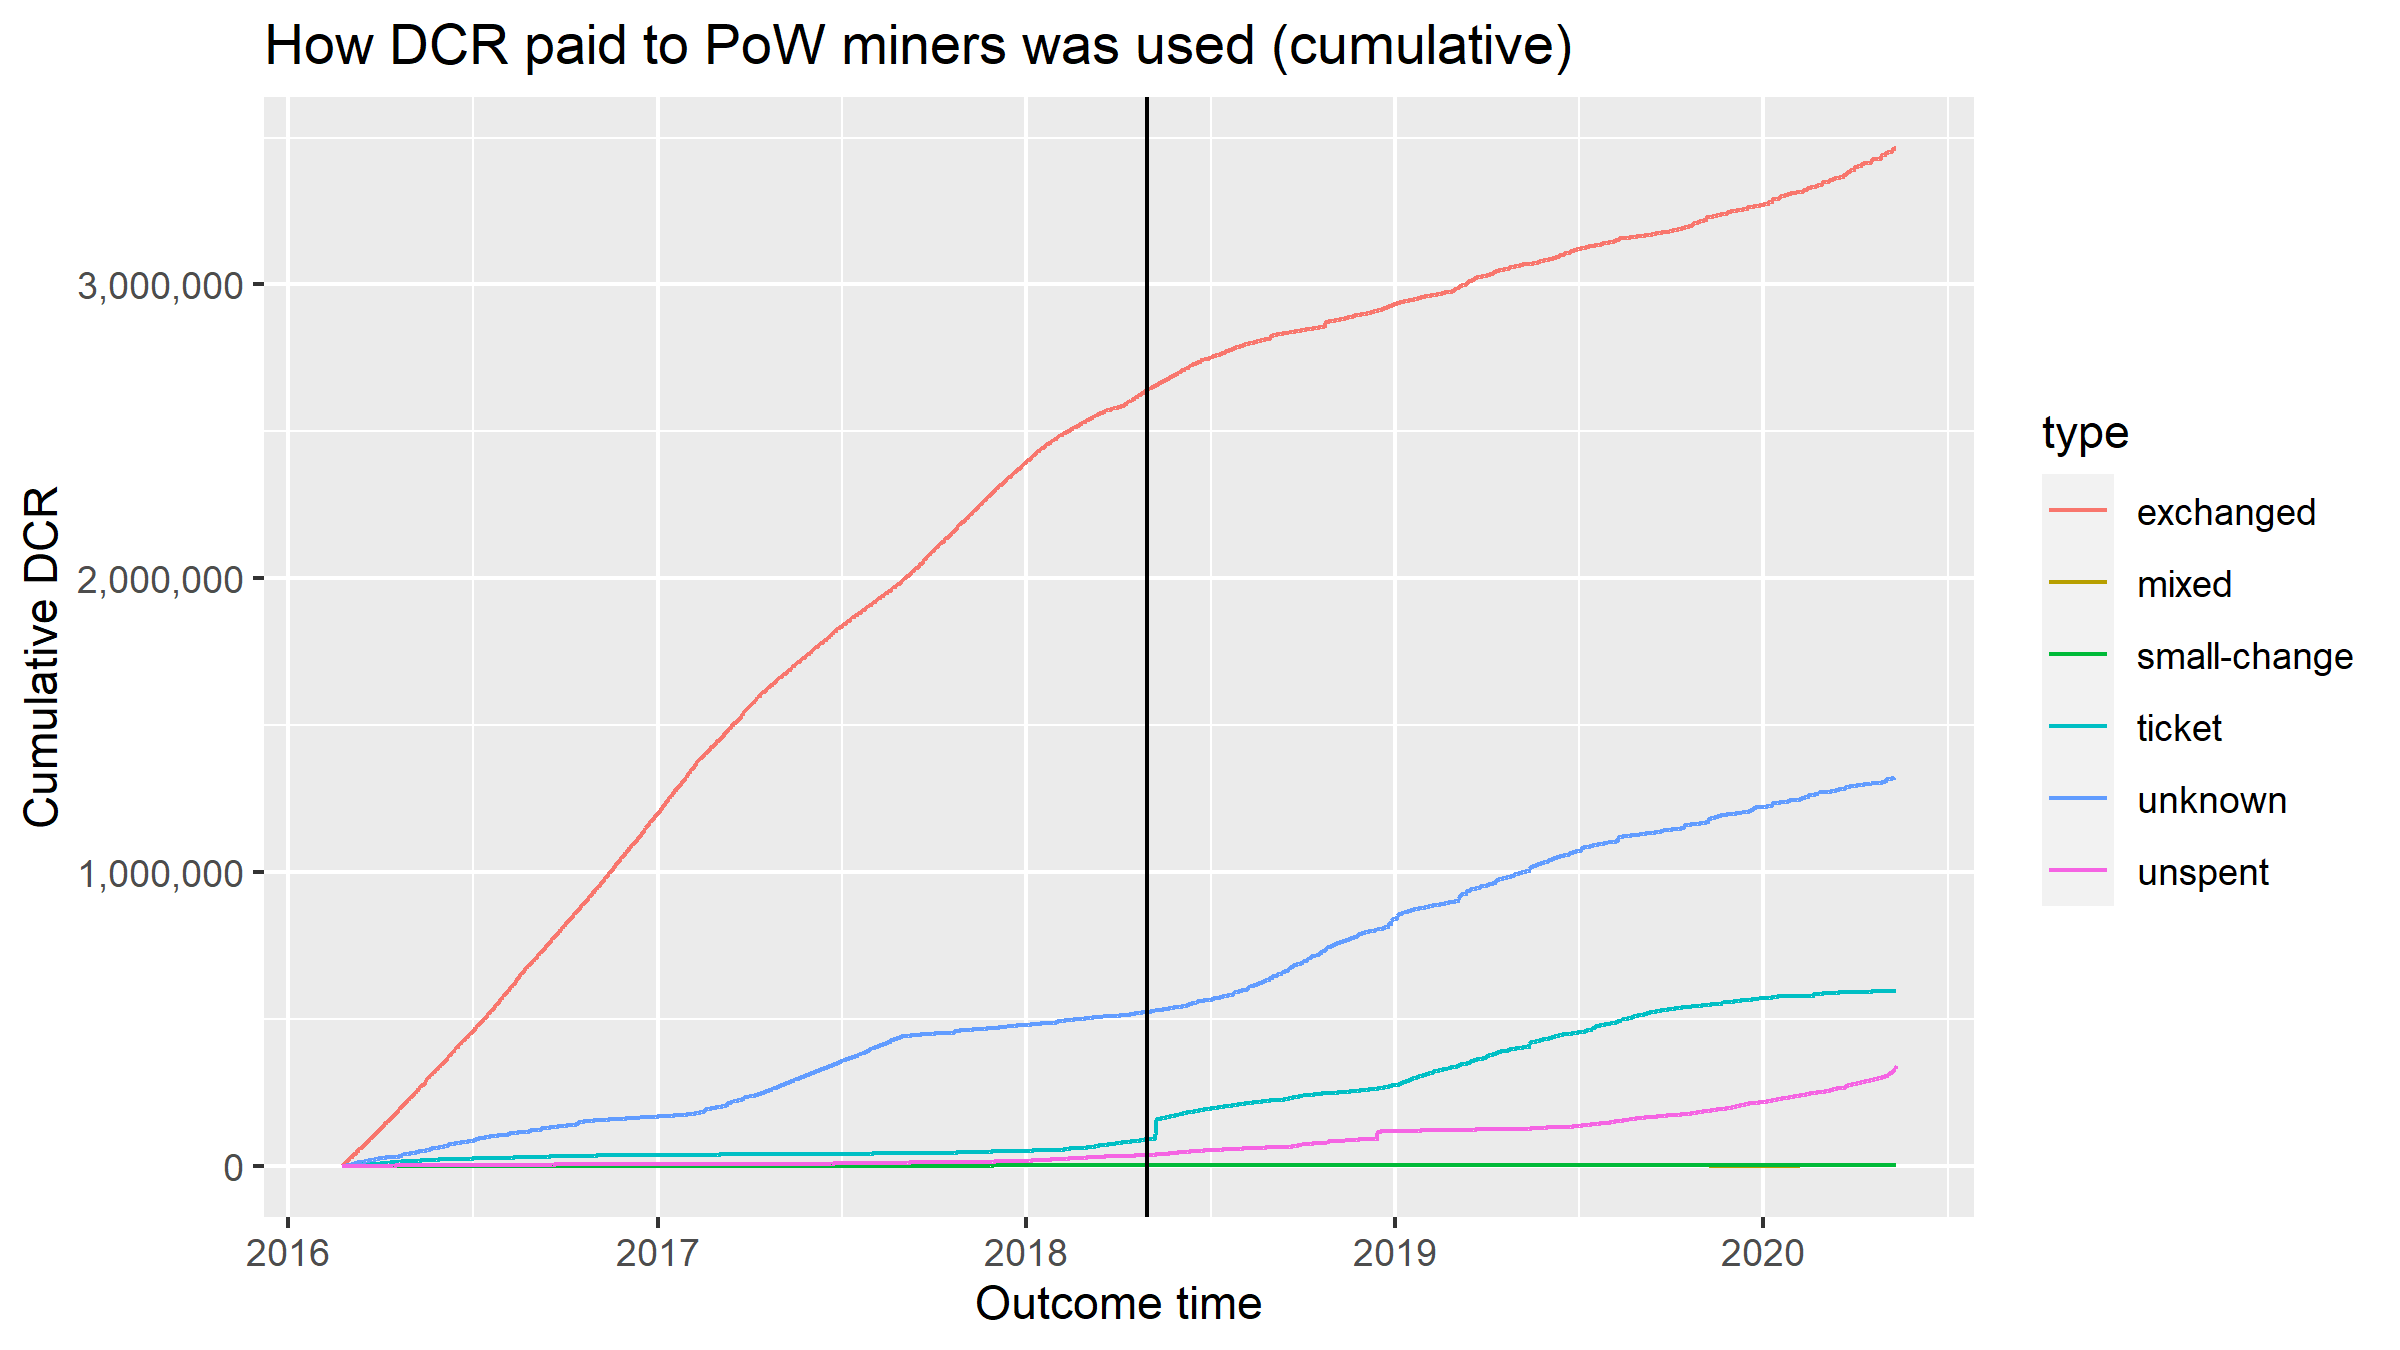 How DCR paid to PoW miners was used (cumulative)
Cumulative DCR
3,000,000
2,000,000
1,000,000
0
2016 2017 2018 2019 2020
Outcome time
type
exchanged
mixed
small-change
ticket
unknown
unspent